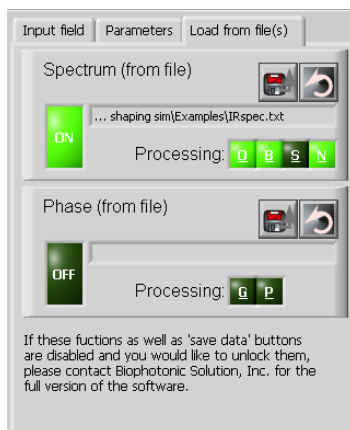 Input field Parameters Load from file(s)
Spectrum (from file)
ON
... shaping sim\Examples\IRspec.txt
Processing: O B S N
Phase (from file)
OFF
Processing: G P
If these fuctions as well as 'save data' buttons
are disabled and you would like to unlock them,
please contact Biophotonic Solution, Inc. for the
full version of the software.